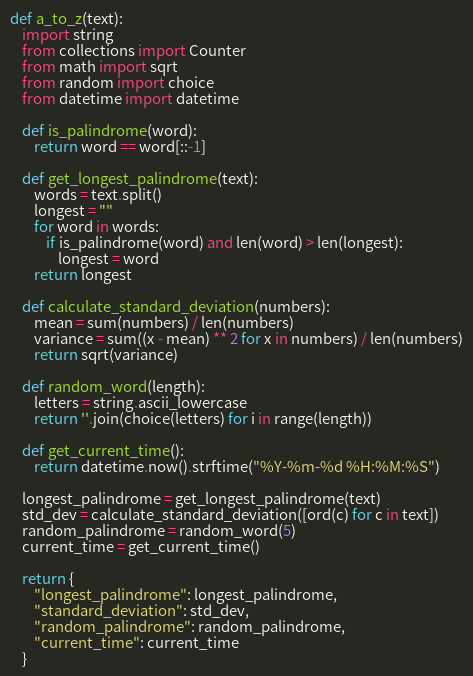 def a_to_z(text):
    import string
    from collections import Counter
    from math import sqrt
    from random import choice
    from datetime import datetime

    def is_palindrome(word):
        return word == word[::-1]

    def get_longest_palindrome(text):
        words = text.split()
        longest = ""
        for word in words:
            if is_palindrome(word) and len(word) > len(longest):
                longest = word
        return longest

    def calculate_standard_deviation(numbers):
        mean = sum(numbers) / len(numbers)
        variance = sum((x - mean) ** 2 for x in numbers) / len(numbers)
        return sqrt(variance)

    def random_word(length):
        letters = string.ascii_lowercase
        return ''.join(choice(letters) for i in range(length))

    def get_current_time():
        return datetime.now().strftime("%Y-%m-%d %H:%M:%S")

    longest_palindrome = get_longest_palindrome(text)
    std_dev = calculate_standard_deviation([ord(c) for c in text])
    random_palindrome = random_word(5)
    current_time = get_current_time()

    return {
        "longest_palindrome": longest_palindrome,
        "standard_deviation": std_dev,
        "random_palindrome": random_palindrome,
        "current_time": current_time
    }